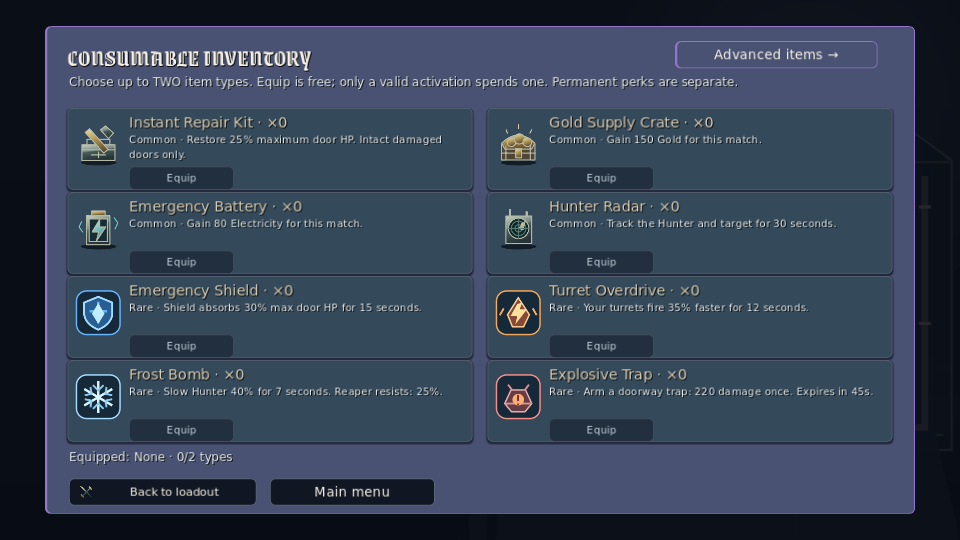 CONSUMABLE INVENTORY
Advanced items →
Choose up to TWO item types. Equip is free; only a valid activation spends one. Permanent perks are separate.
Instant Repair Kit · ×0
Common · Restore 25% maximum door HP. Intact damaged
doors only.
Equip
Gold Supply Crate · ×0
Common · Gain 150 Gold for this match.
Equip
Emergency Battery · ×0
Common · Gain 80 Electricity for this match.
Equip
Hunter Radar · ×0
Common · Track the Hunter and target for 30 seconds.
Equip
Emergency Shield · ×0
Rare · Shield absorbs 30% max door HP for 15 seconds.
Equip
Turret Overdrive · ×0
Rare · Your turrets fire 35% faster for 12 seconds.
Equip
Frost Bomb · ×0
Rare · Slow Hunter 40% for 7 seconds. Reaper resists: 25%.
Equip
Explosive Trap · ×0
Rare · Arm a doorway trap: 220 damage once. Expires in 45s.
Equip
Equipped: None · 0/2 types
Back to loadout
Main menu